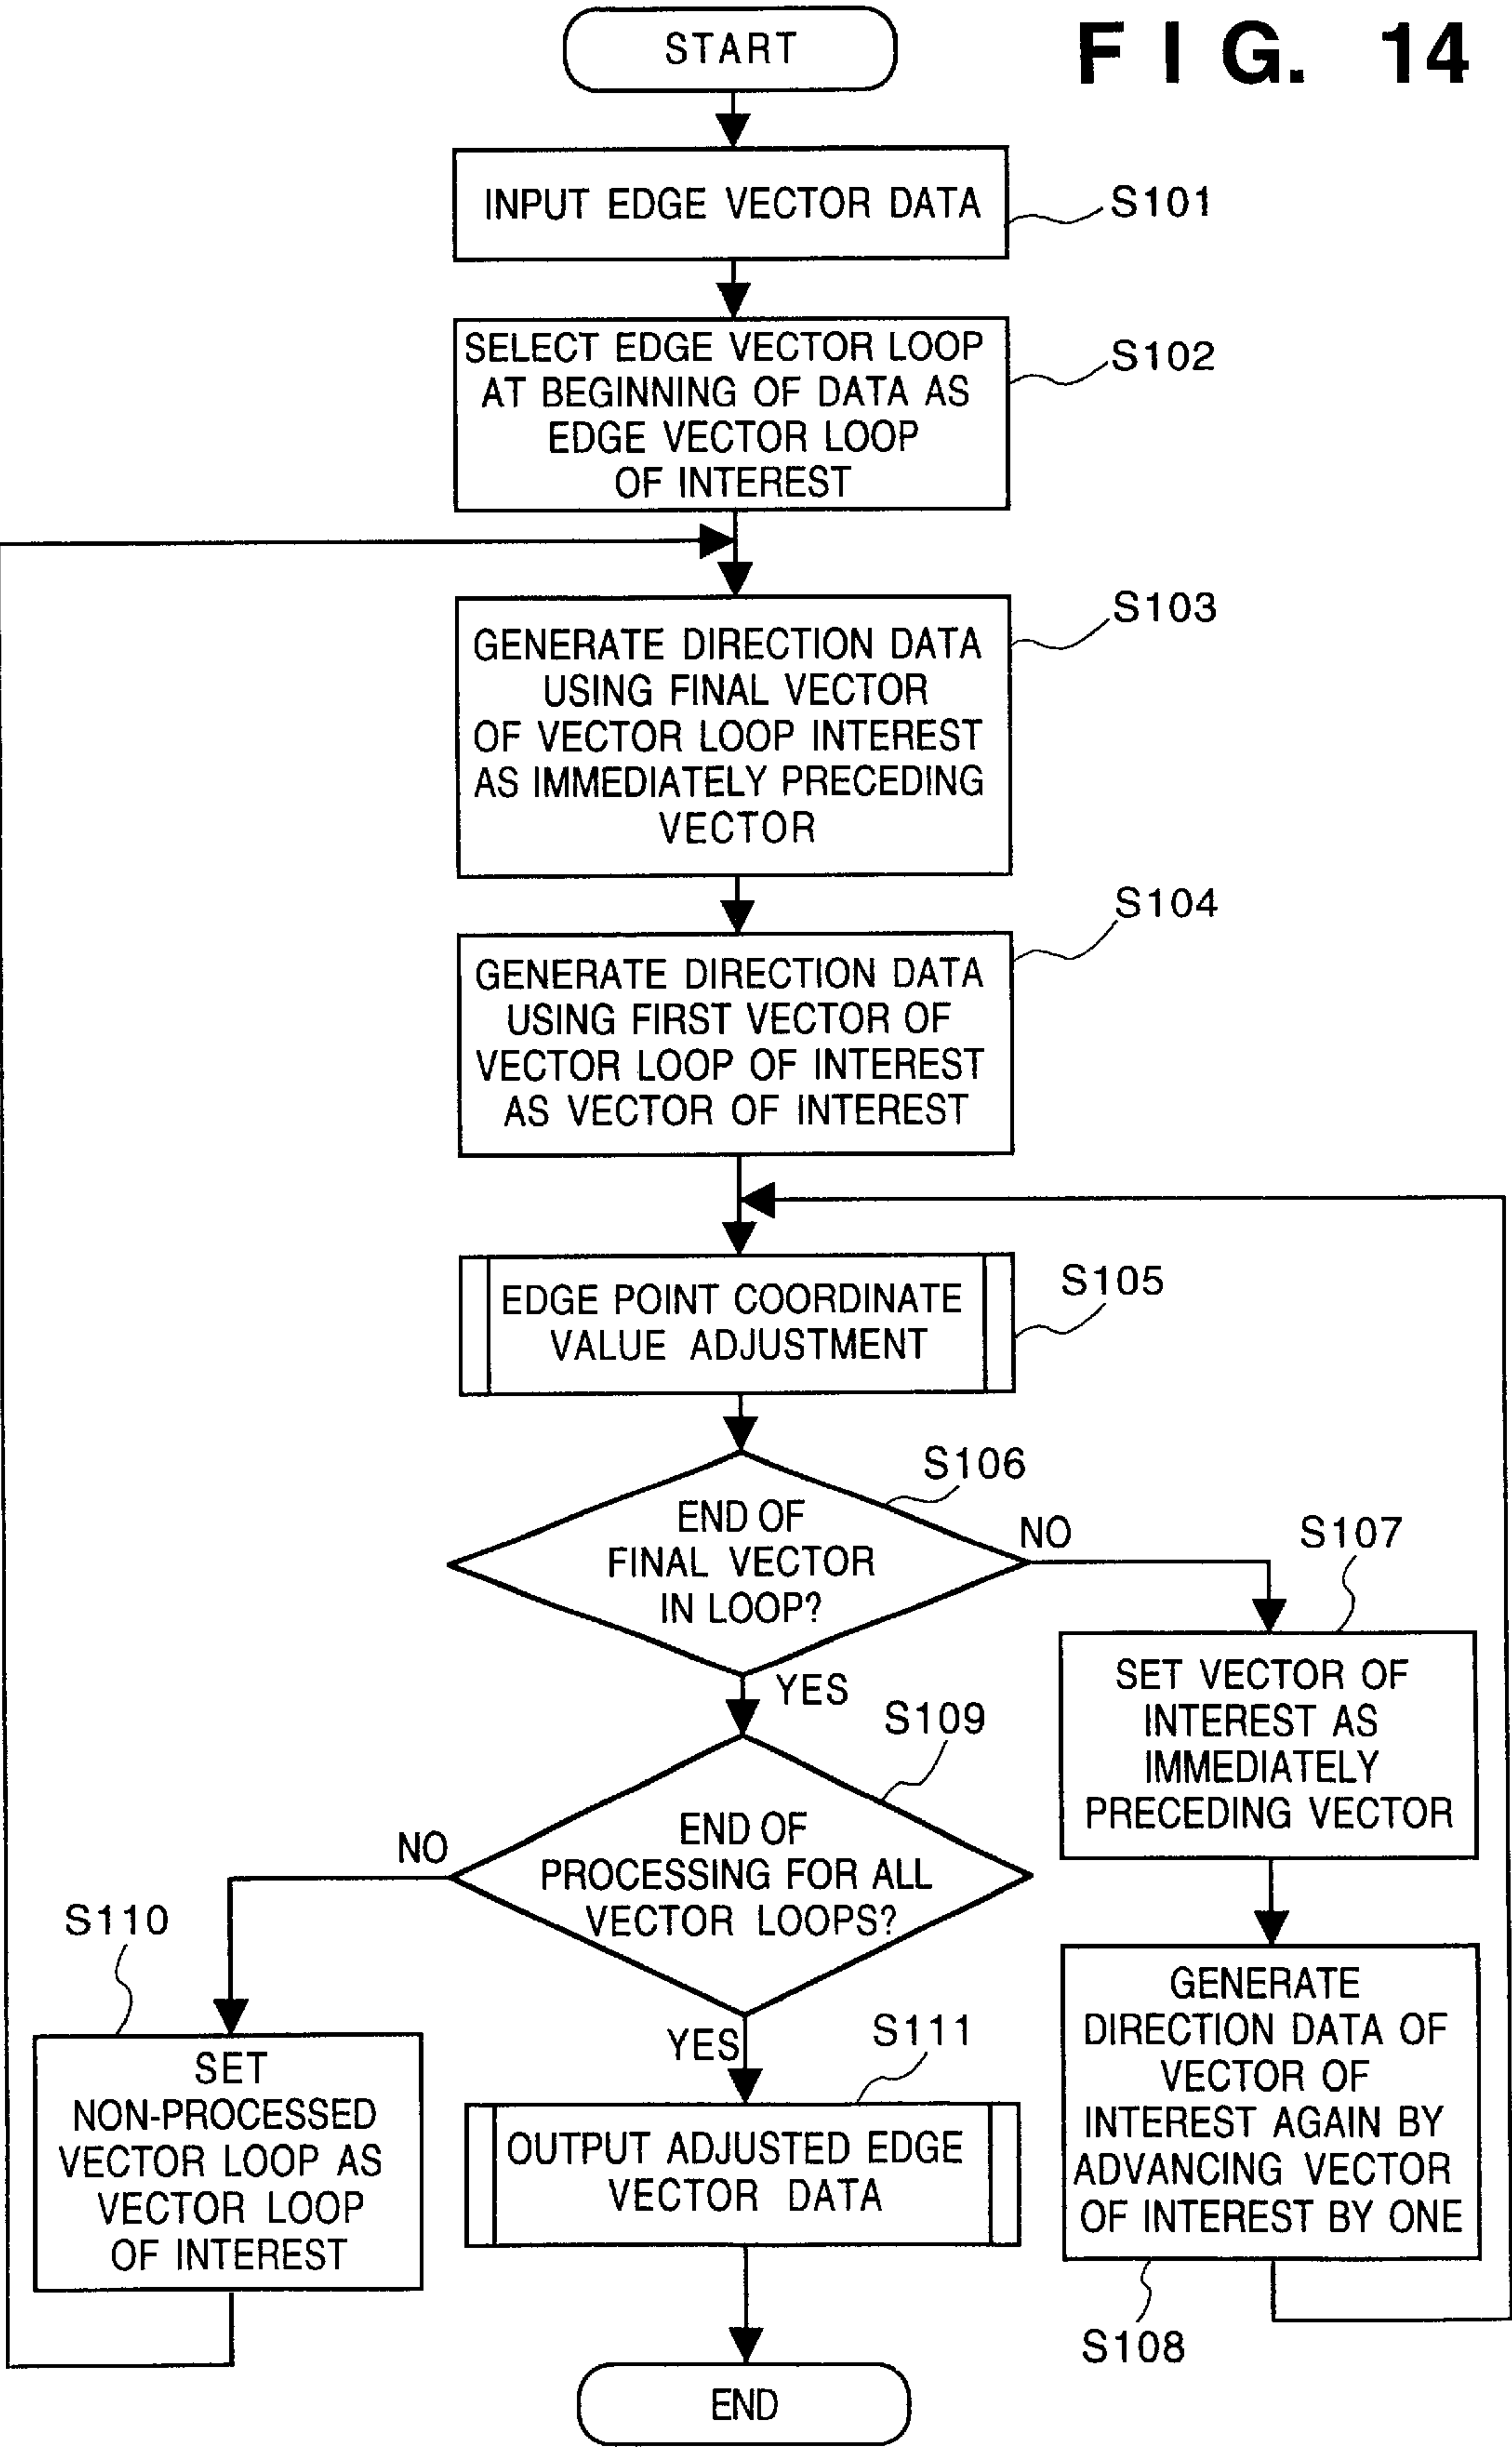 START
FIG. 14
INPUT EDGE VECTOR DATA
S101
SELECT EDGE VECTOR LOOP
AT BEGINNING OF DATA AS
EDGE VECTOR LOOP
OF INTEREST
S102
GENERATE DIRECTION DATA
USING FINAL VECTOR
OF VECTOR LOOP INTEREST
AS IMMEDIATELY PRECEDING
VECTOR
S103
GENERATE DIRECTION DATA
USING FIRST VECTOR OF
VECTOR LOOP OF INTEREST
AS VECTOR OF INTEREST
S104
EDGE POINT COORDINATE
VALUE ADJUSTMENT
S105
END OF
FINAL VECTOR
IN LOOP?
S106
NO
YES
S107
SET VECTOR OF
INTEREST AS
IMMEDIATELY
PRECEDING VECTOR
GENERATE
DIRECTION DATA OF
VECTOR OF
INTEREST AGAIN BY
ADVANCING VECTOR
OF INTEREST BY ONE
S108
S109
END OF
PROCESSING FOR ALL
VECTOR LOOPS?
NO
YES
S110
SET
NON-PROCESSED
VECTOR LOOP AS
VECTOR LOOP
OF INTEREST
S111
OUTPUT ADJUSTED EDGE
VECTOR DATA
END